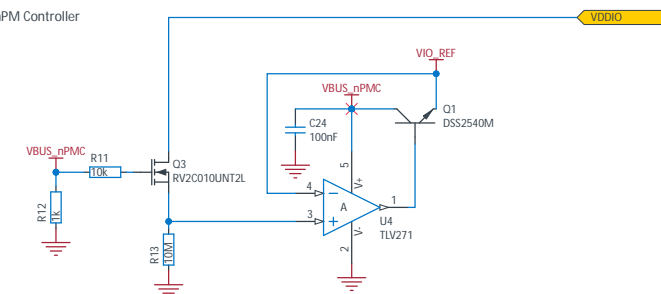 nPM Controller
VDDIO
VIO_REF
VBUS_nPMC
Q1
DSS2540M
C24
100nF
VBUS_nPMC
R11
10k
Q3
RV2C010UNT2L
R12
1k
R13
10M
5
V+
4
3
A
1
U4
TLV271
2
V-